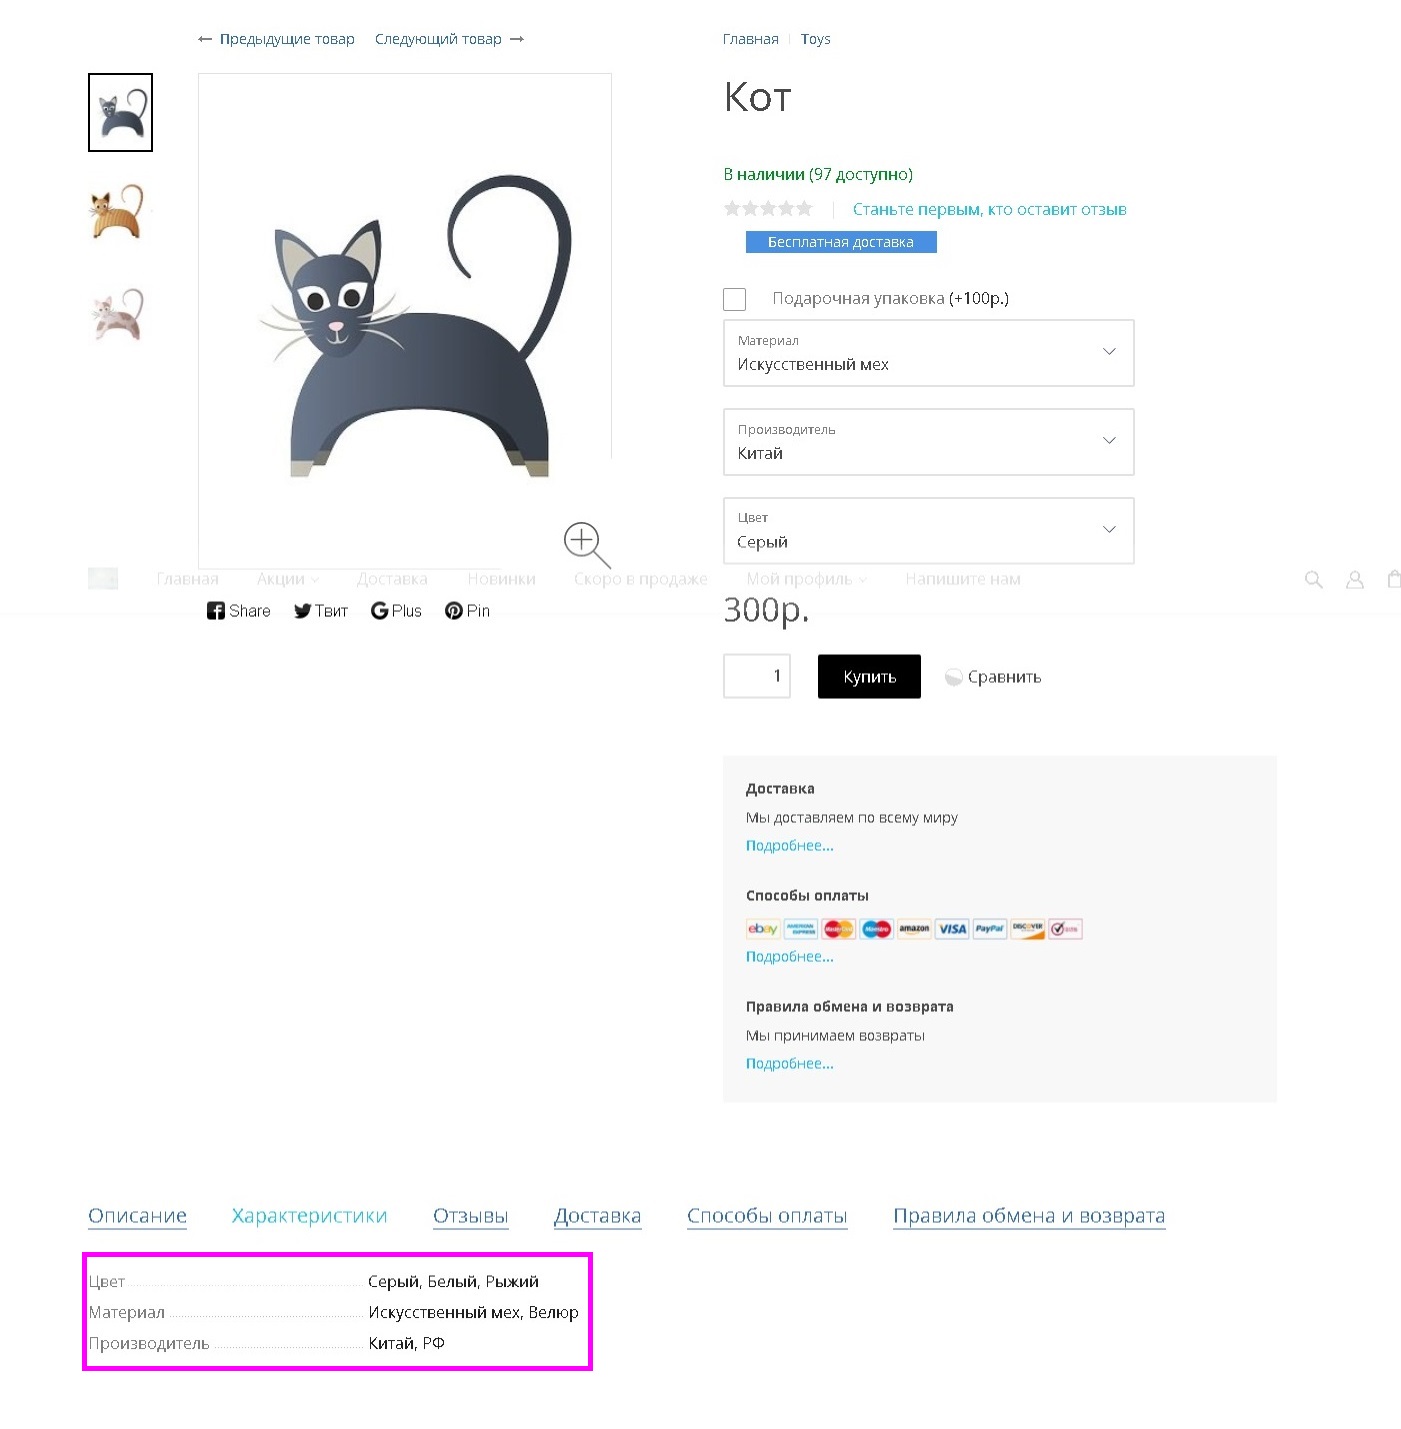 Предыдущие товар Следующий товар
Главная Toys
Кот
В наличии (97 доступно)
Станьте первым, кто оставит отзыв
Бесплатная доставка
Подарочная упаковка (+100р.)
Материал
Искусственный мех
Производитель
Китай
Цвет
Серый
Главная Акции Доставка Новинки Скоро в продаже Мой профиль Напишите нам
Share Твит Plus Pin
300р.
1 Купить Сравнить
Доставка
Мы доставляем по всему миру
Подробнее...
Способы оплаты
ebay AMERICAN EXPRESS MasterCard Maestro amazon VISA PayPal DISCOVER
Подробнее...
Правила обмена и возврата
Мы принимаем возвраты
Подробнее...
Описание Характеристики Отзывы Доставка Способы оплаты Правила обмена и возврата
Цвет Серый, Белый, Рыжий
Материал Искусственный мех, Велюр
Производитель Китай, РФ